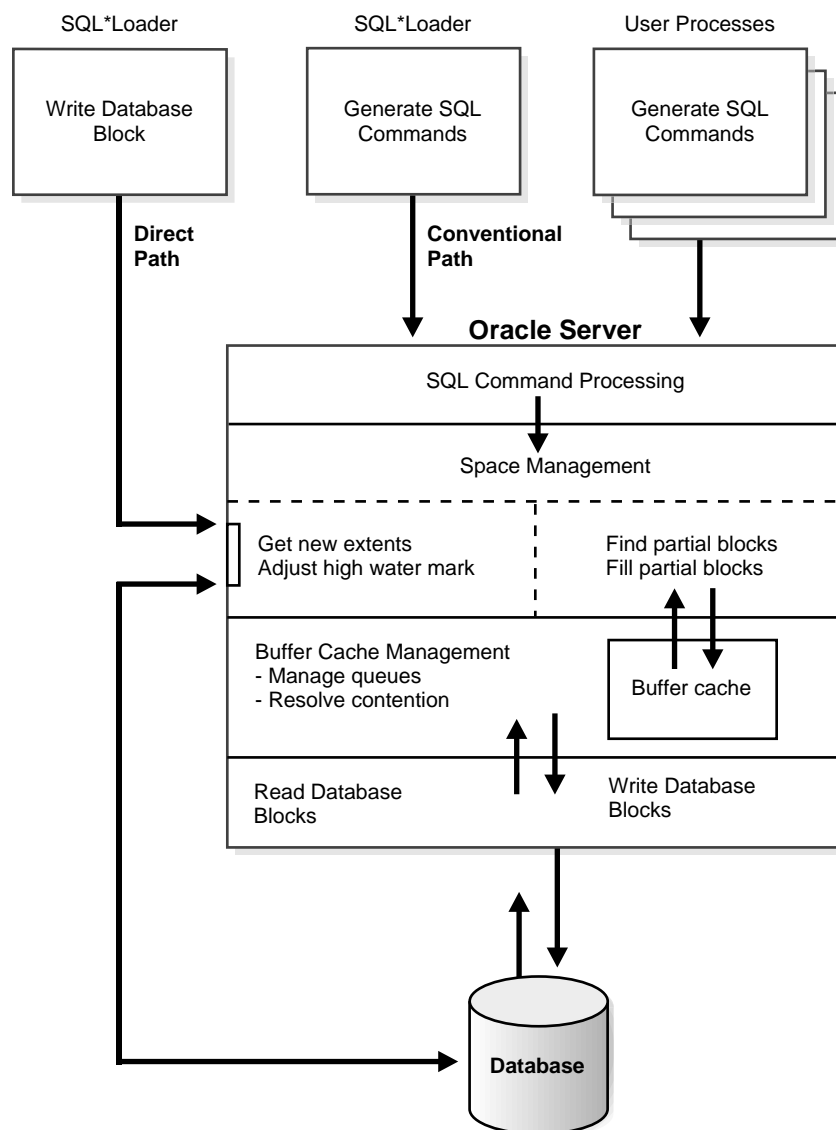 SQL*Loader
SQL*Loader
User Processes
Write Database
Block
Generate SQL
Commands
Generate SQL
Commands
Direct
Path
Conventional
Path
Oracle Server
SQL Command Processing
Space Management
Get new extents
Adjust high water mark
Find partial blocks
Fill partial blocks
Buffer Cache Management
- Manage queues
- Resolve contention
Buffer cache
Read Database
Blocks
Write Database
Blocks
Database